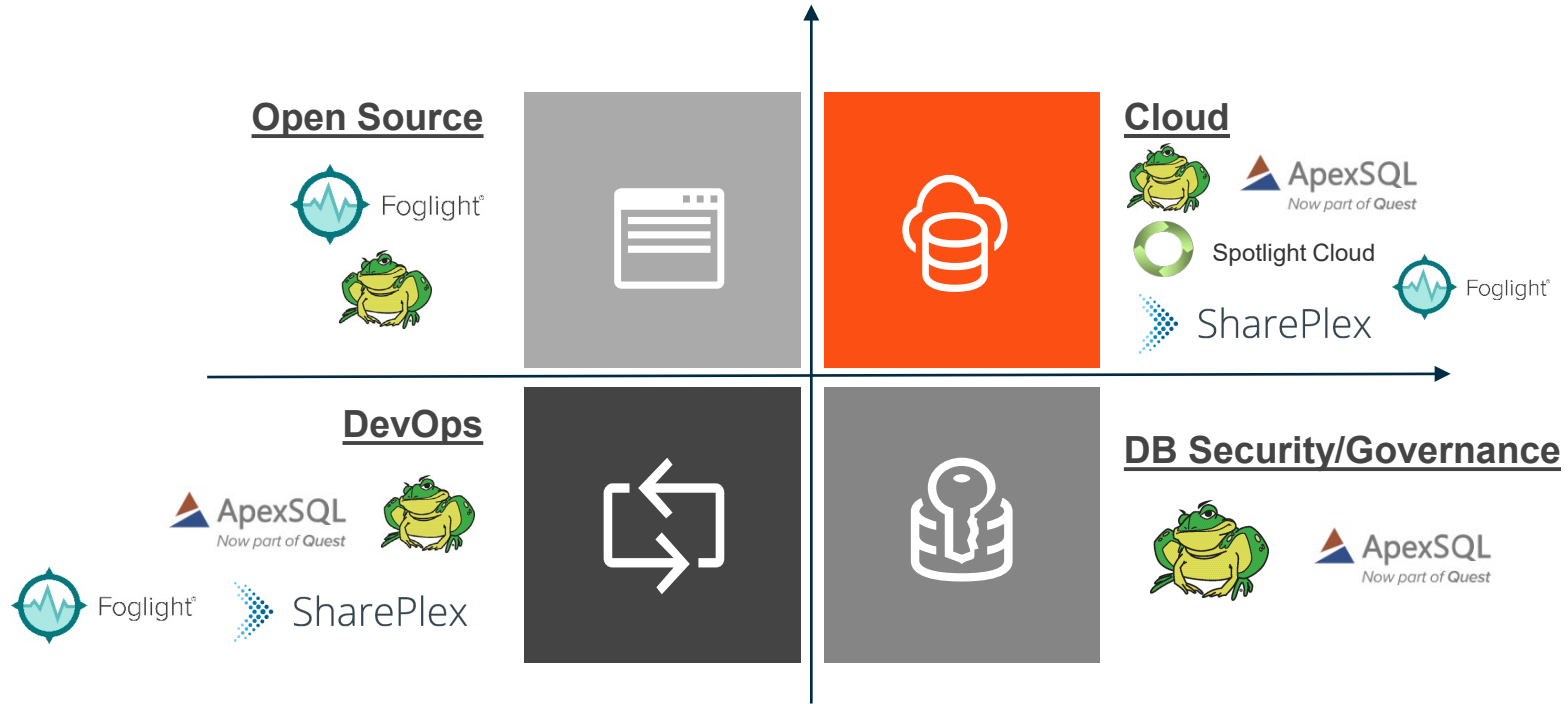 Open Source
Foglight®
Cloud
ApexSQL
Now part of Quest
Spotlight Cloud
Foglight®
SharePlex
DevOps
ApexSQL
Now part of Quest
Foglight®
SharePlex
DB Security/Governance
ApexSQL
Now part of Quest